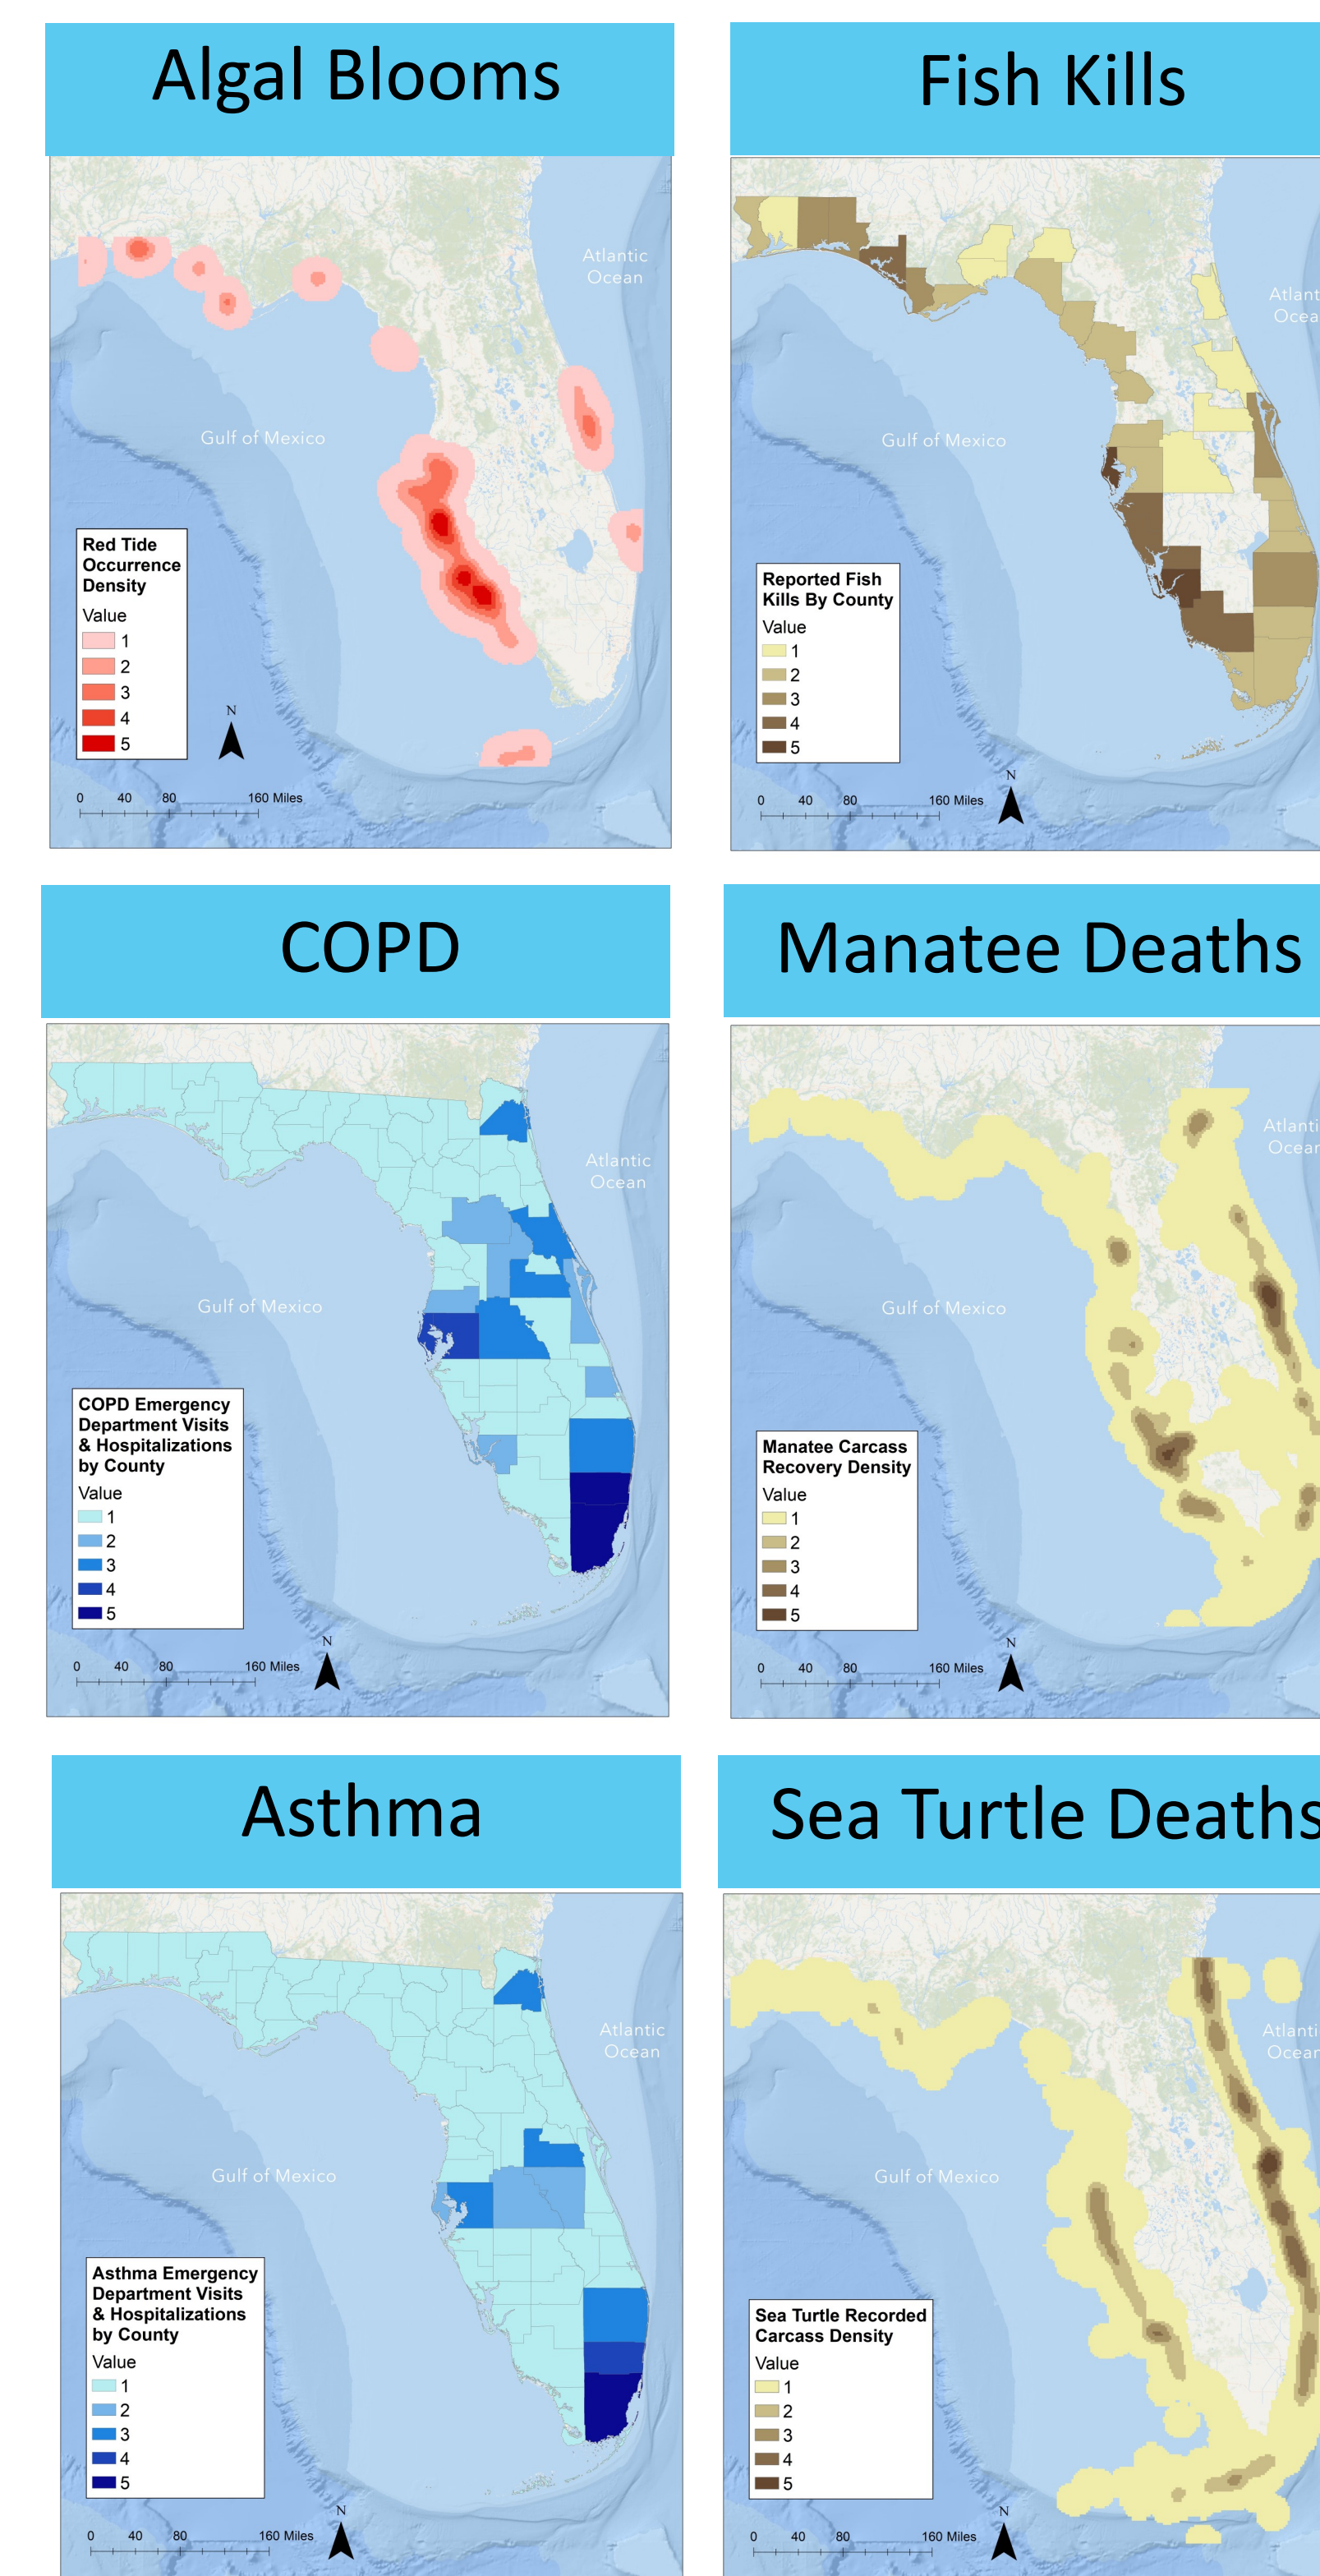 Algal Blooms
Atlantic
Ocean
Gulf of Mexico
Red Tide
Occurrence
Density
Value
1
2
3
4
5
N
0 40 80 160 Miles
Fish Kills
Atlant
Ocea
Gulf of Mexico
Reported Fish
Kills By County
Value
1
2
3
4
5
N
0 40 80 160 Miles
COPD
Atlantic
Ocean
Gulf of Mexico
COPD Emergency
Department Visits
& Hospitalizations
by County
Value
1
2
3
4
5
N
0 40 80 160 Miles
Manatee Deaths
Atlanti
Ocean
Gulf of Mexico
Manatee Carcass
Recovery Density
Value
1
2
3
4
5
N
0 40 80 160 Miles
Asthma
Atlantic
Ocean
Gulf of Mexico
Asthma Emergency
Department Visits
& Hospitalizations
by County
Value
1
2
3
4
5
N
0 40 80 160 Miles
Sea Turtle Deaths
Atlanti
Ocean
Gulf of Mexico
Sea Turtle Recorded
Carcass Density
Value
1
2
3
4
5
N
0 40 80 160 Miles